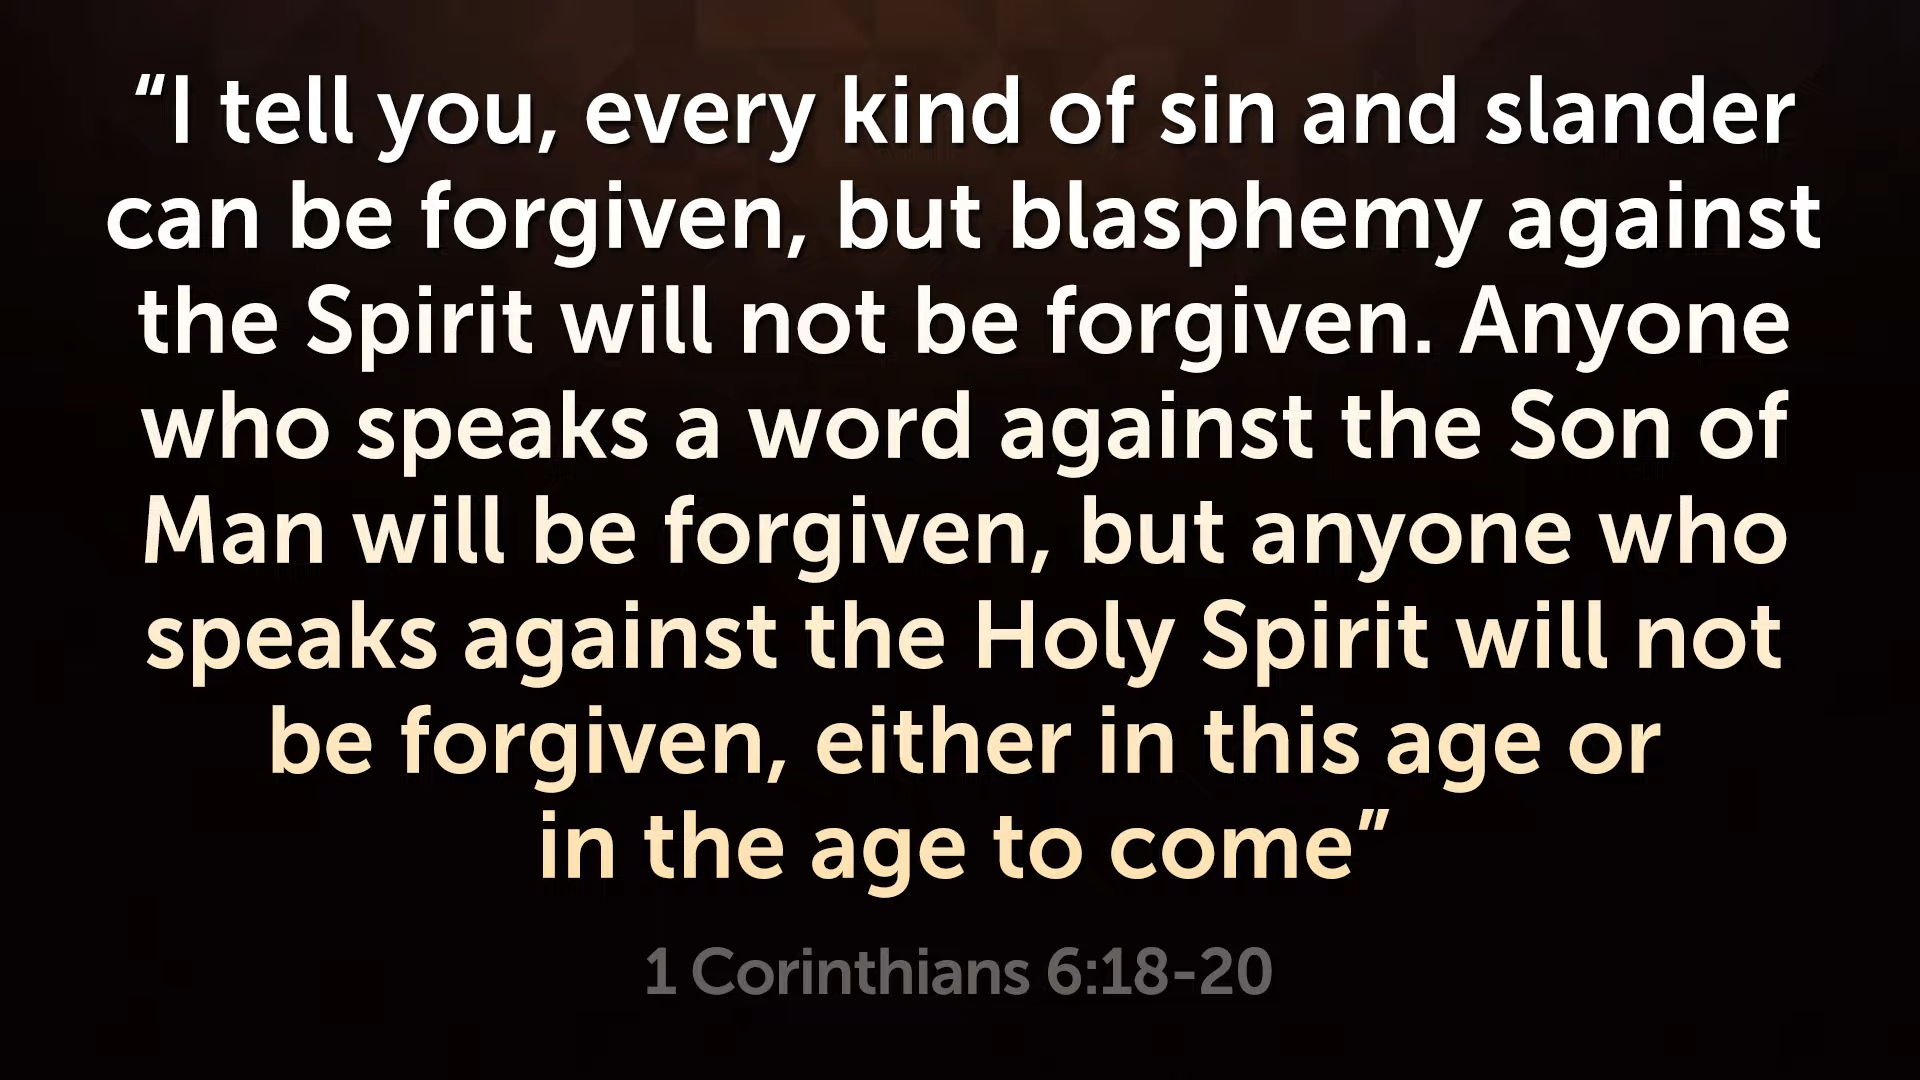 “I tell you, every kind of sin and slander
can be forgiven, but blasphemy against
the Spirit will not be forgiven. Anyone
who speaks a word against the Son of
Man will be forgiven, but anyone who
speaks against the Holy Spirit will not
be forgiven, either in this age or
in the age to come”
1 Corinthians 6:18-20